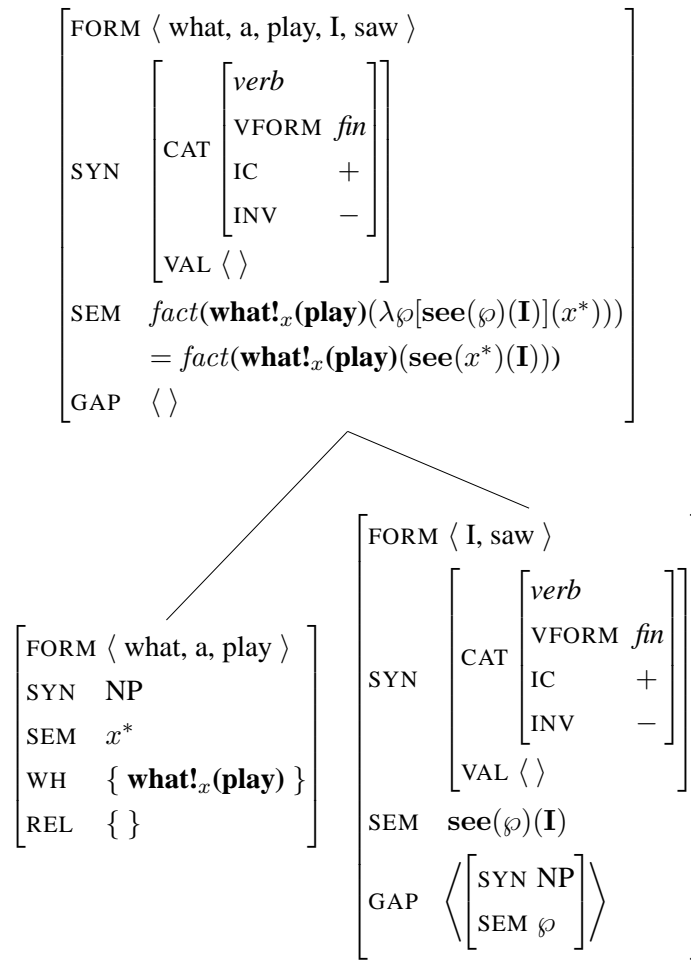 FORM ⟨ what, a, play, I, saw ⟩
verb
VFORM fin
CAT
IC +
SYN
INV −
VAL ⟨ ⟩
SEM fact(what!ₓ(play)(λ℘[see(℘)(I)](x*)))
= fact(what!ₓ(play)(see(x*)(I)))
GAP ⟨ ⟩
FORM ⟨ what, a, play ⟩
SYN NP
SEM x*
WH { what!ₓ(play) }
REL { }
FORM ⟨ I, saw ⟩
verb
VFORM fin
CAT
IC +
SYN
INV −
VAL ⟨ ⟩
SEM see(℘)(I)
SYN NP
GAP
SEM ℘